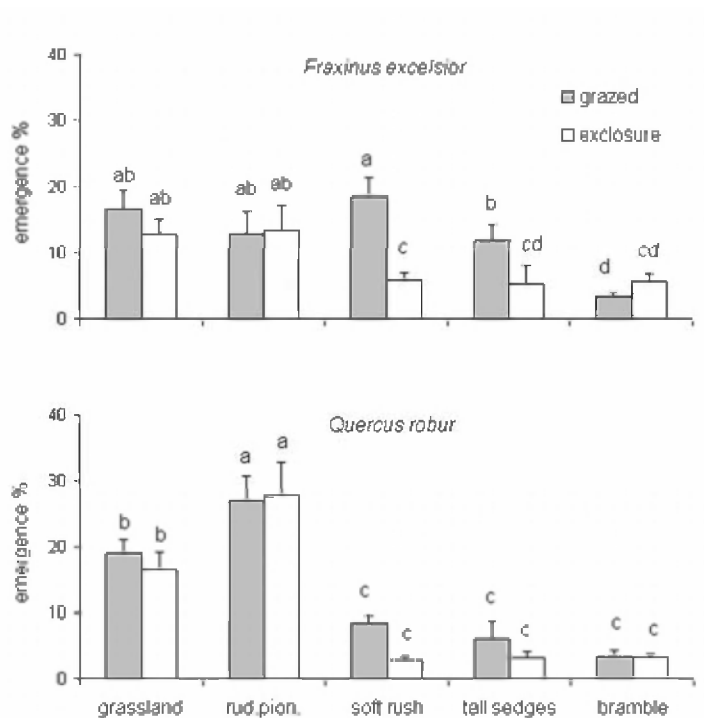 Fraxinus excelsior
grazed
exclosure
emergence %
40
30
20
10
0
ab
ab
ab
ab
a
c
b
cd
d
cd
Quercus robur
emergence %
40
30
20
10
0
b
b
a
a
c
c
c
c
c
c
grassland
rud.pion.
soft rush
tall sedges
bramble